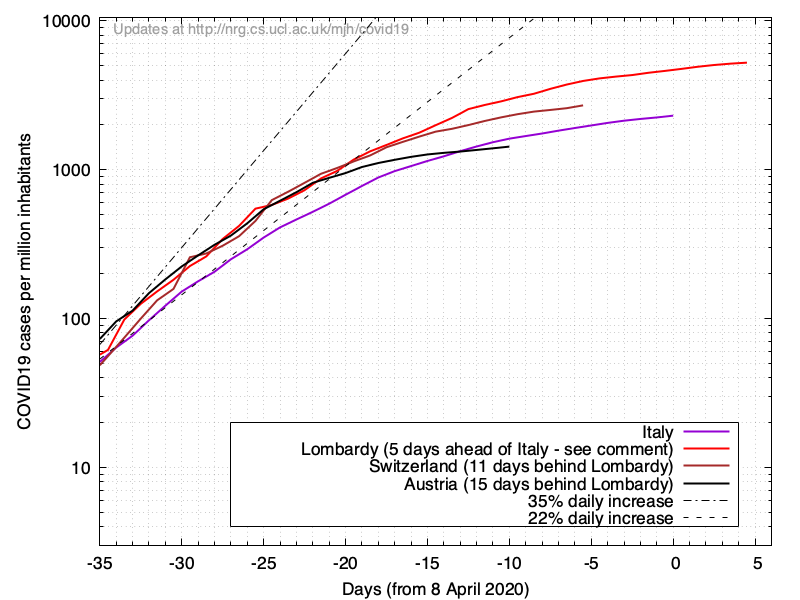 Updates at http://nrg.cs.ucl.ac.uk/mjh/covid19
10000
1000
100
10
COVID19 cases per million inhabitants
Italy
Lombardy (5 days ahead of Italy - see comment)
Switzerland (11 days behind Lombardy)
Austria (15 days behind Lombardy)
35% daily increase
22% daily increase
-35 -30 -25 -20 -15 -10 -5 0 5
Days (from 8 April 2020)